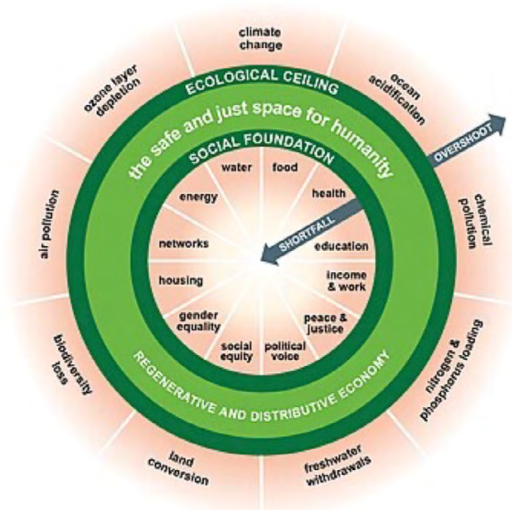 climate
change
ocean
acidification
chemical
pollution
nitrogen &
phosphorus loading
freshwater
withdrawals
land
conversion
biodiversity
loss
air pollution
ozone layer
depletion
ECOLOGICAL CEILING
the safe and just space for humanity
SOCIAL FOUNDATION
OVERSHOOT
SHORTFALL
water
food
health
education
income
& work
peace &
justice
political
voice
social
equity
gender
equality
housing
networks
energy
REGENERATIVE AND DISTRIBUTIVE ECONOMY